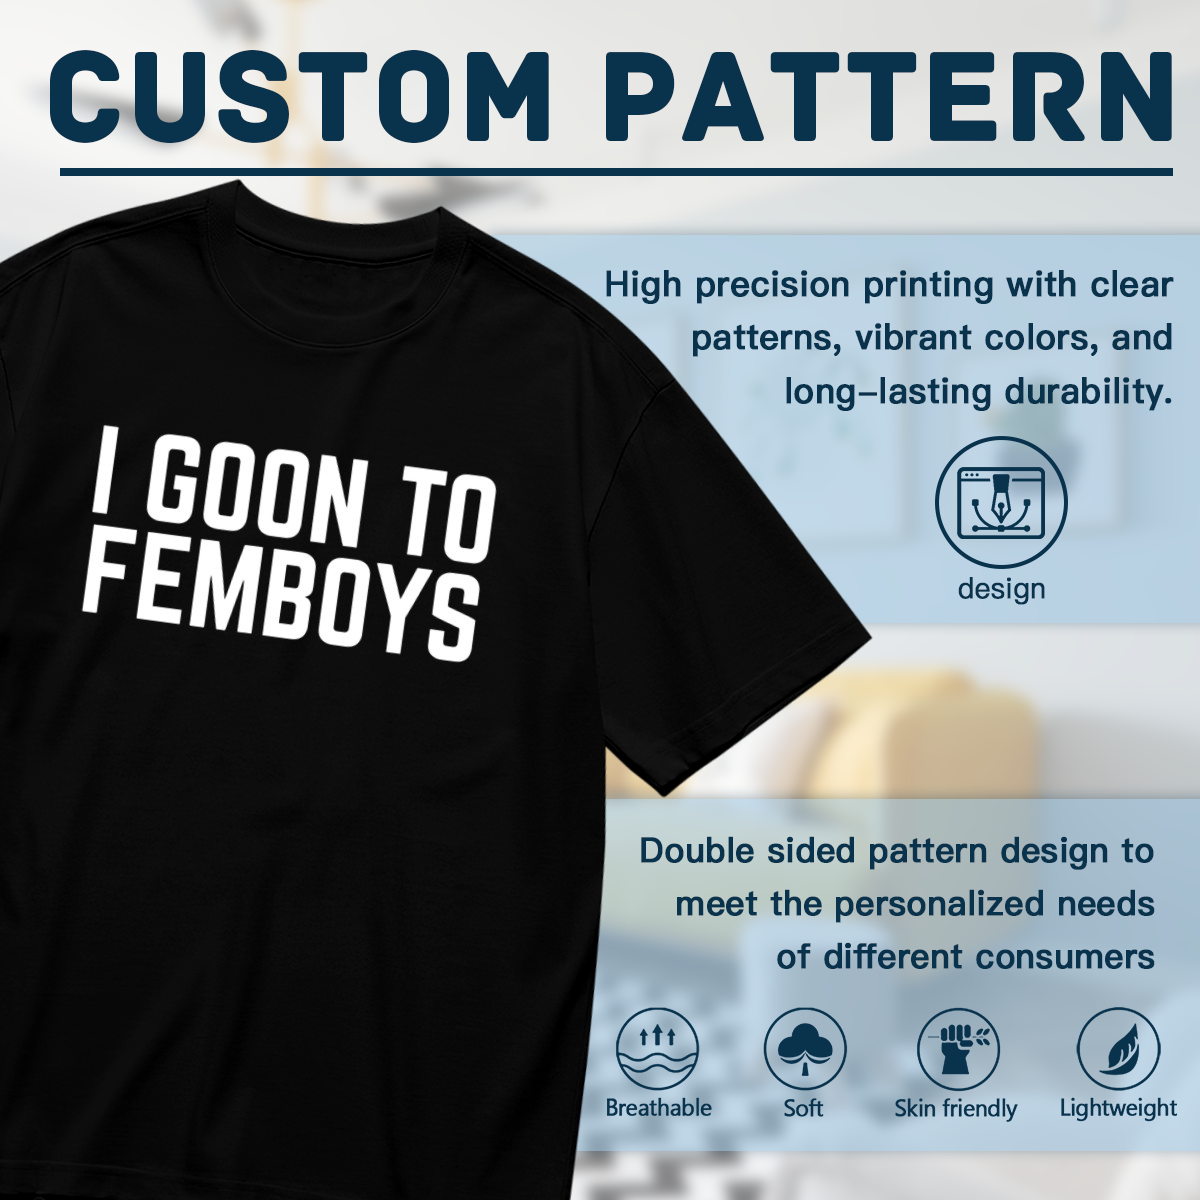 CUSTOM PATTERN
High precision printing with clear
patterns, vibrant colors, and
long-lasting durability.
design
I GOON TO
FEMBOYS
Double sided pattern design to
meet the personalized needs
of different consumers
Breathable
Soft
Skin friendly
Lightweight